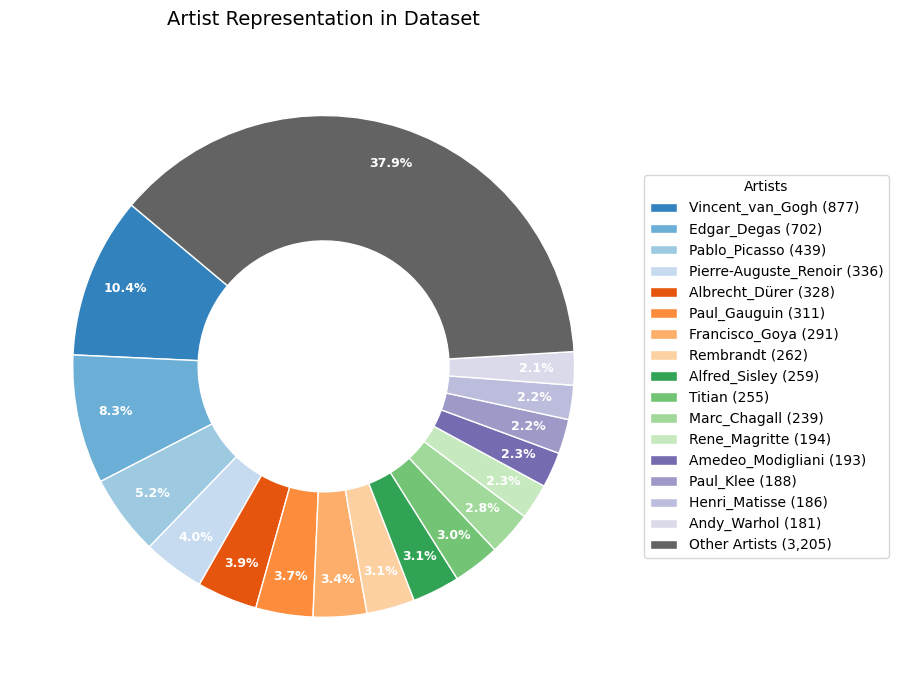 Artist Representation in Dataset
37.9%
10.4%
8.3%
5.2%
4.0%
3.9%
3.7%
3.4%
3.1%
3.1%
3.0%
2.8%
2.3%
2.3%
2.2%
2.2%
2.1%
Artists
Vincent_van_Gogh (877)
Edgar_Degas (702)
Pablo_Picasso (439)
Pierre-Auguste_Renoir (336)
Albrecht_Dürer (328)
Paul_Gauguin (311)
Francisco_Goya (291)
Rembrandt (262)
Alfred_Sisley (259)
Titian (255)
Marc_Chagall (239)
Rene_Magritte (194)
Amedeo_Modigliani (193)
Paul_Klee (188)
Henri_Matisse (186)
Andy_Warhol (181)
Other Artists (3,205)